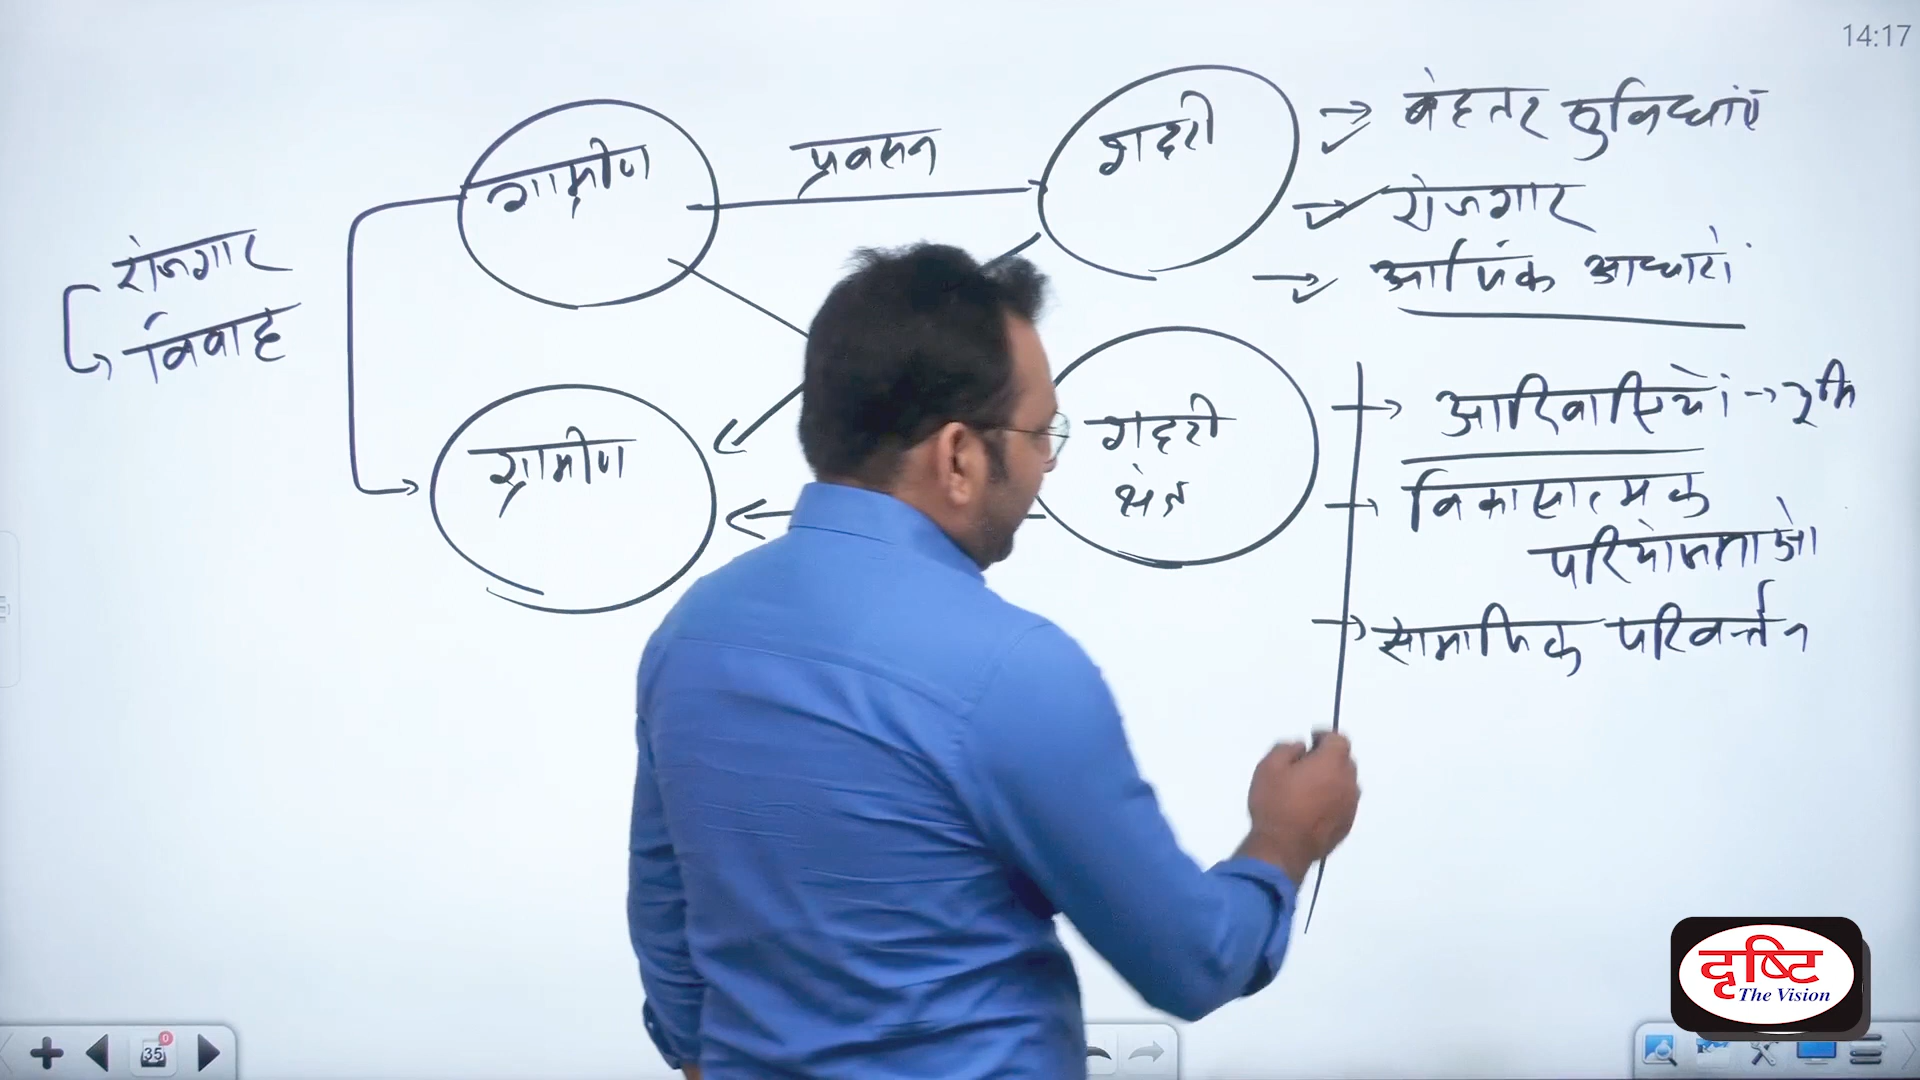 14:17
ग्रामीण
प्रवसन
शहरी
रोजगार
विवाह
ग्रामीण
शहरी
क्षेत्र
→ बेहतर सुविधाएं
→ रोजगार
→ आर्थिक आधारों
→ आदिवासियों → भूमि
→ विकासात्मक
परियोजनाओं
→ सामाजिक परिवर्तन
दृष्टि
The Vision
35
0